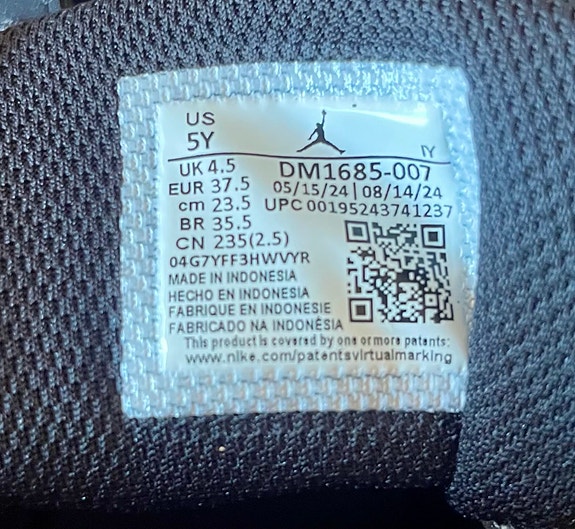 US
5Y
IY
UK 4.5
DM1685-007
EUR 37.5
05/15/24 | 08/14/24
cm 23.5
UPC 00195243741237
BR 35.5
CN 235(2.5)
04G7YFF3HWVYR
MADE IN INDONESIA
HECHO EN INDONESIA
FABRIQUE EN INDONESIE
FABRICADO NA INDONÉSIA
This product is covered by one or more patents:
www.nike.com/patentsvirtualmarking